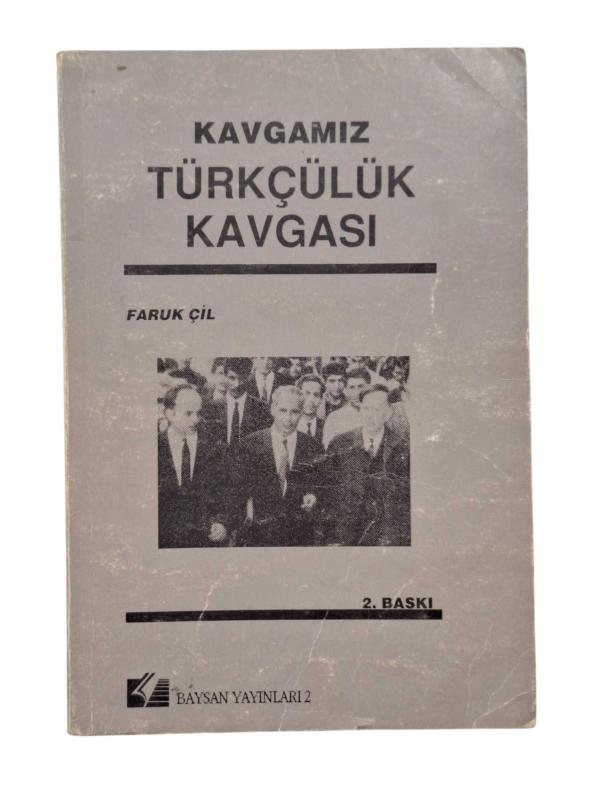 KAVGAMIZ
TÜRKÇÜLÜK
KAVGASI
FARUK ÇİL
2. BASKI
BAYSAN YAYINLARI 2